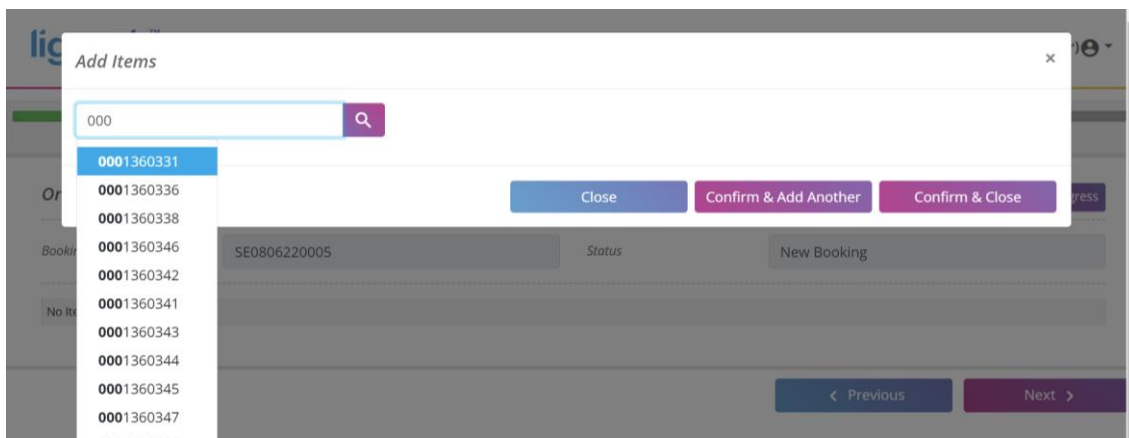 Add Items
×
000
0001360331
0001360336
0001360338
0001360346
0001360342
0001360341
0001360343
0001360344
0001360345
0001360347
Close
Confirm & Add Another
Confirm & Close
SE0806220005
Status
New Booking
Previous
Next